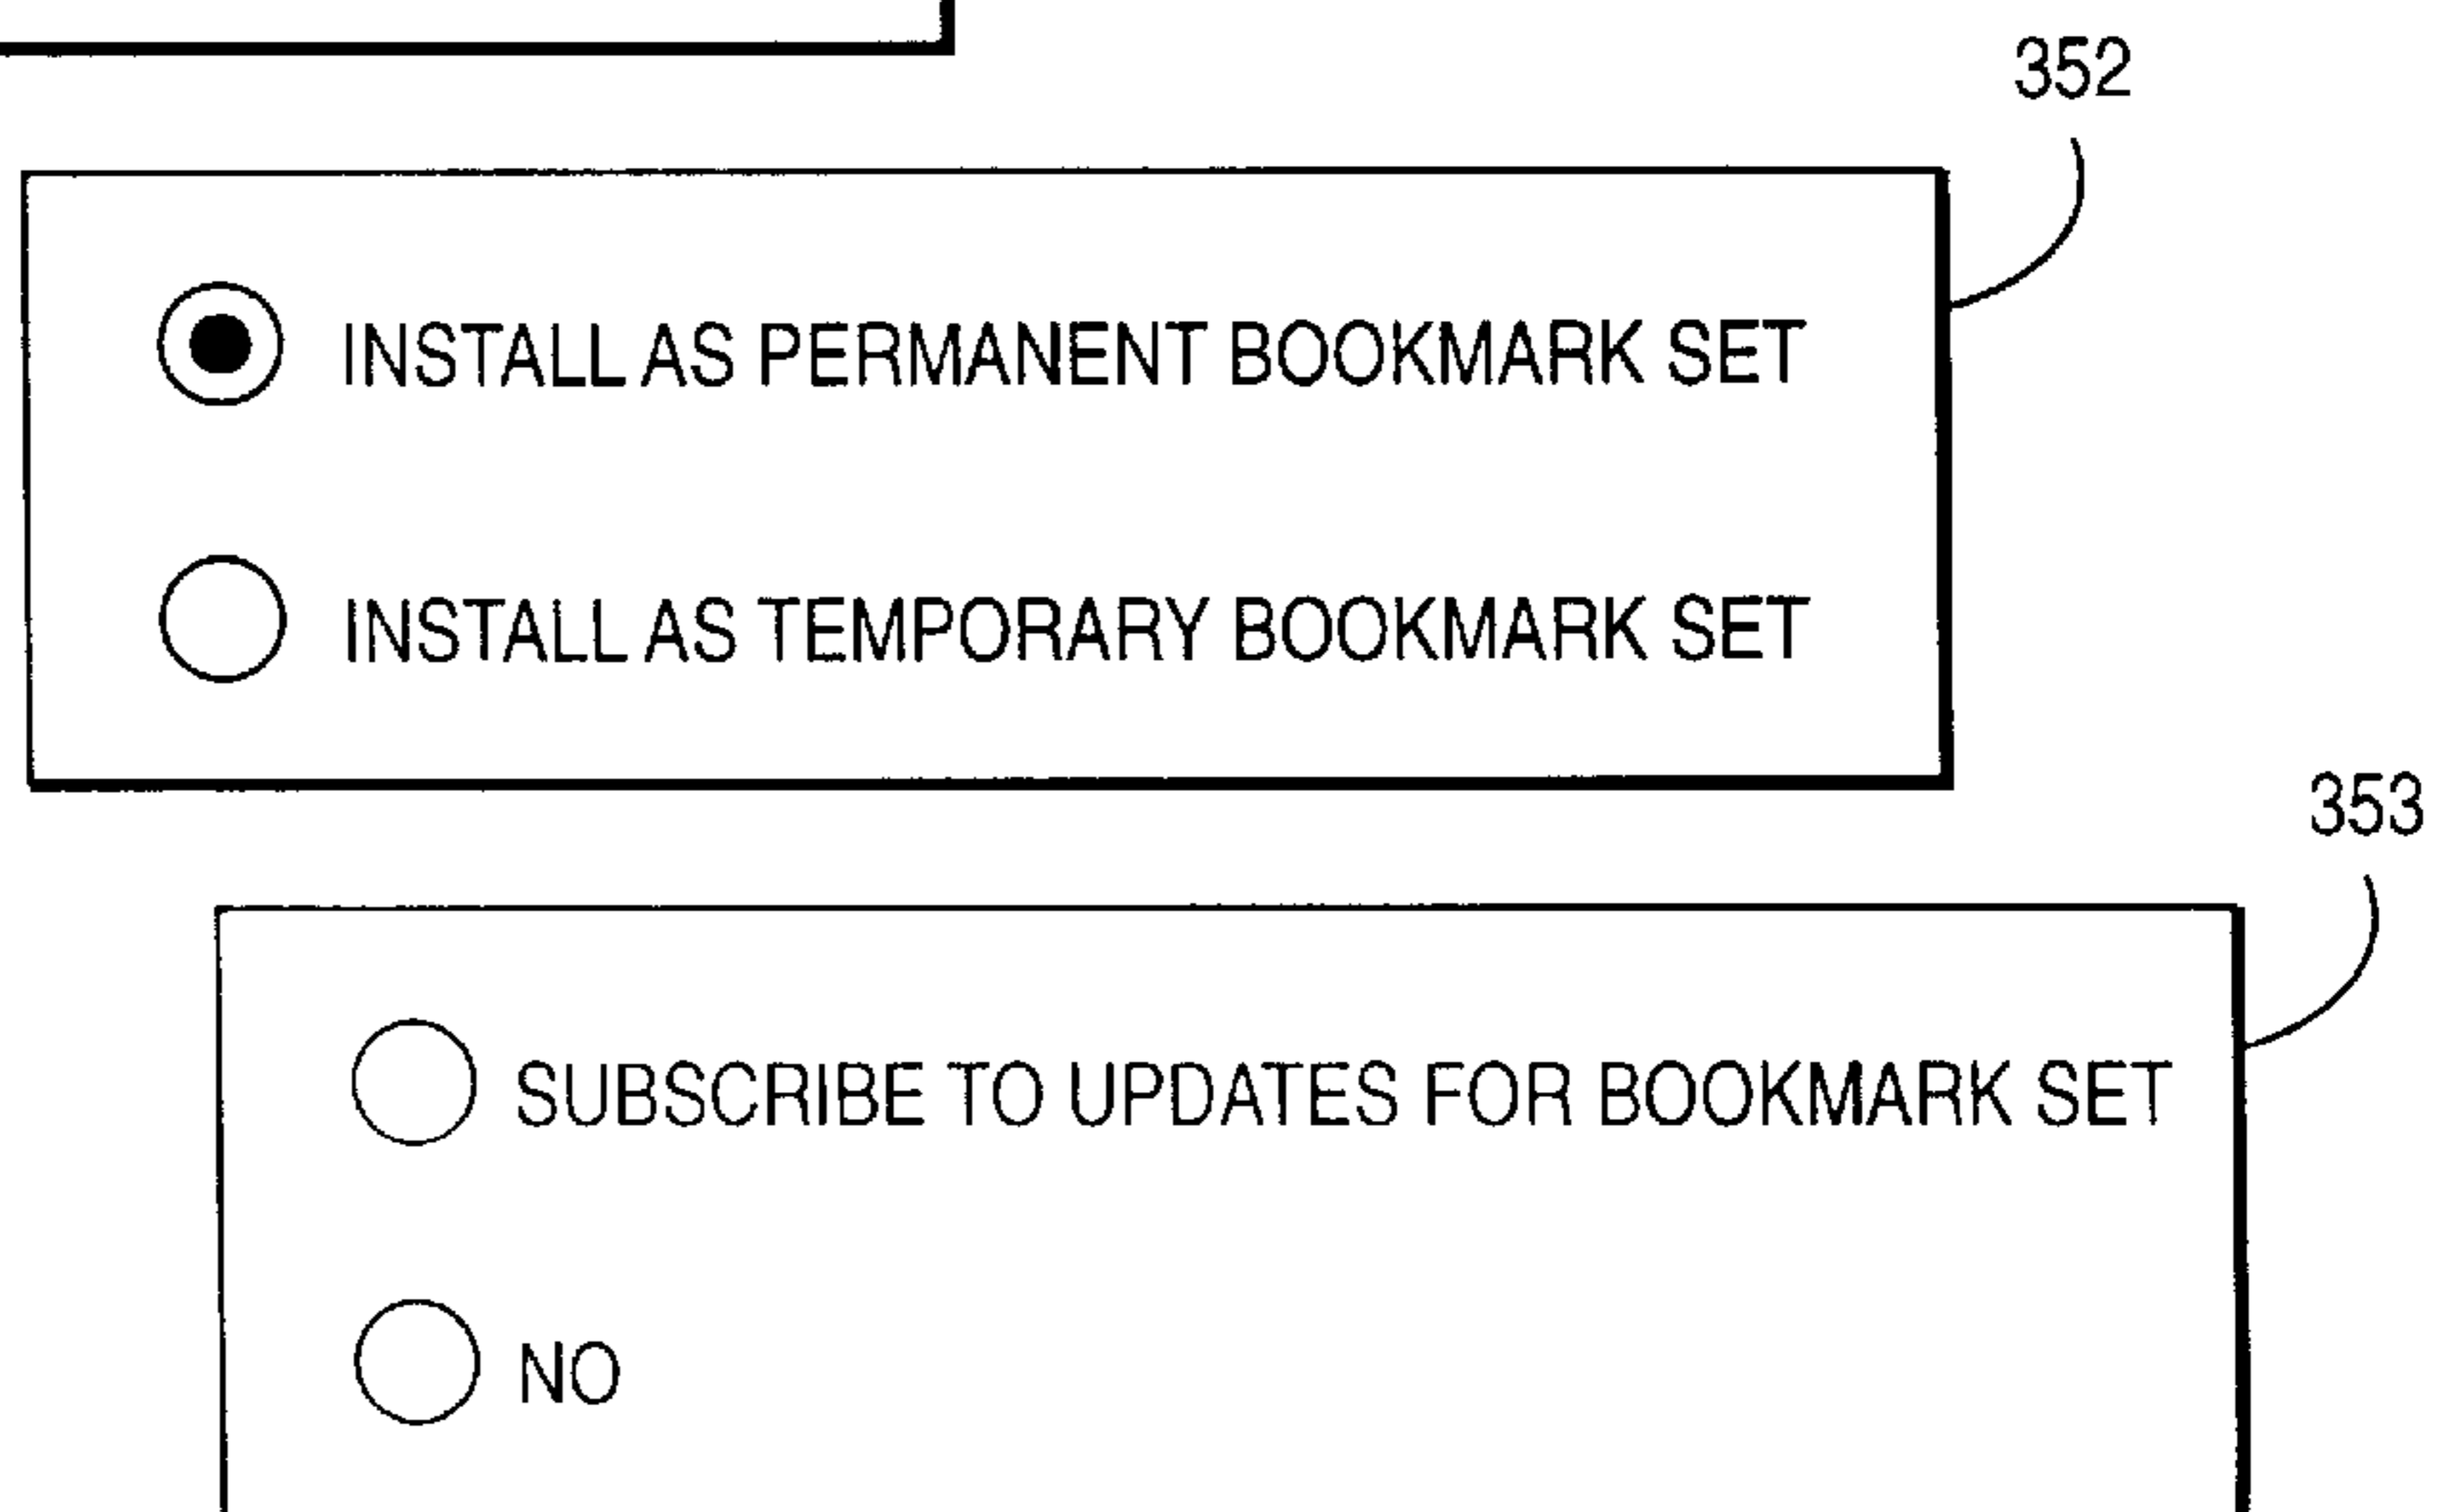 352
INSTALL AS PERMANENT BOOKMARK SET
INSTALL AS TEMPORARY BOOKMARK SET
353
SUBSCRIBE TO UPDATES FOR BOOKMARK SET
NO